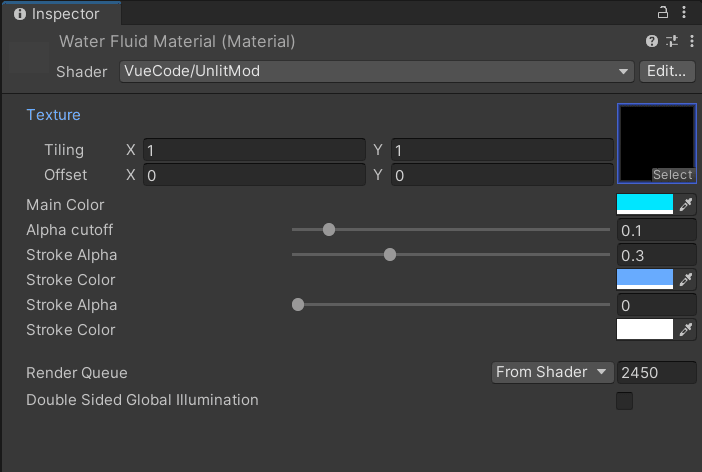 Inspector
Water Fluid Material (Material)
Shader VueCode/UnlitMod Edit...
Texture
Tiling X 1 Y 1
Offset X 0 Y 0
Select
Main Color
Alpha cutoff 0.1
Stroke Alpha 0.3
Stroke Color
Stroke Alpha 0
Stroke Color
Render Queue From Shader 2450
Double Sided Global Illumination